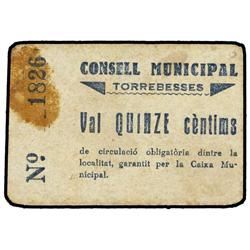 CONSELL MUNICIPAL
TORREBESSES
Val QUINZE cèntims
de circulació obligatòria dintre la
localitat, garantit per la Caixa Mu-
nicipal.
Nº. 1826